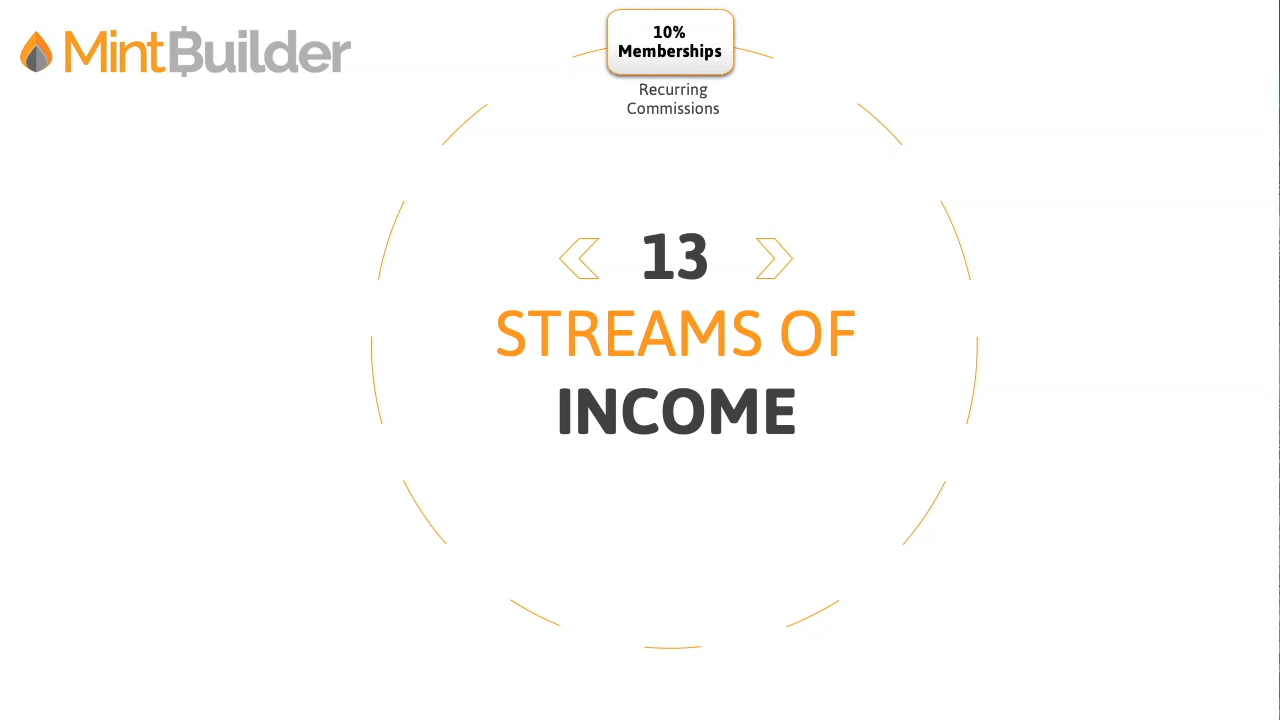 MintBuilder
10%
Memberships
Recurring
Commissions
13
STREAMS OF
INCOME